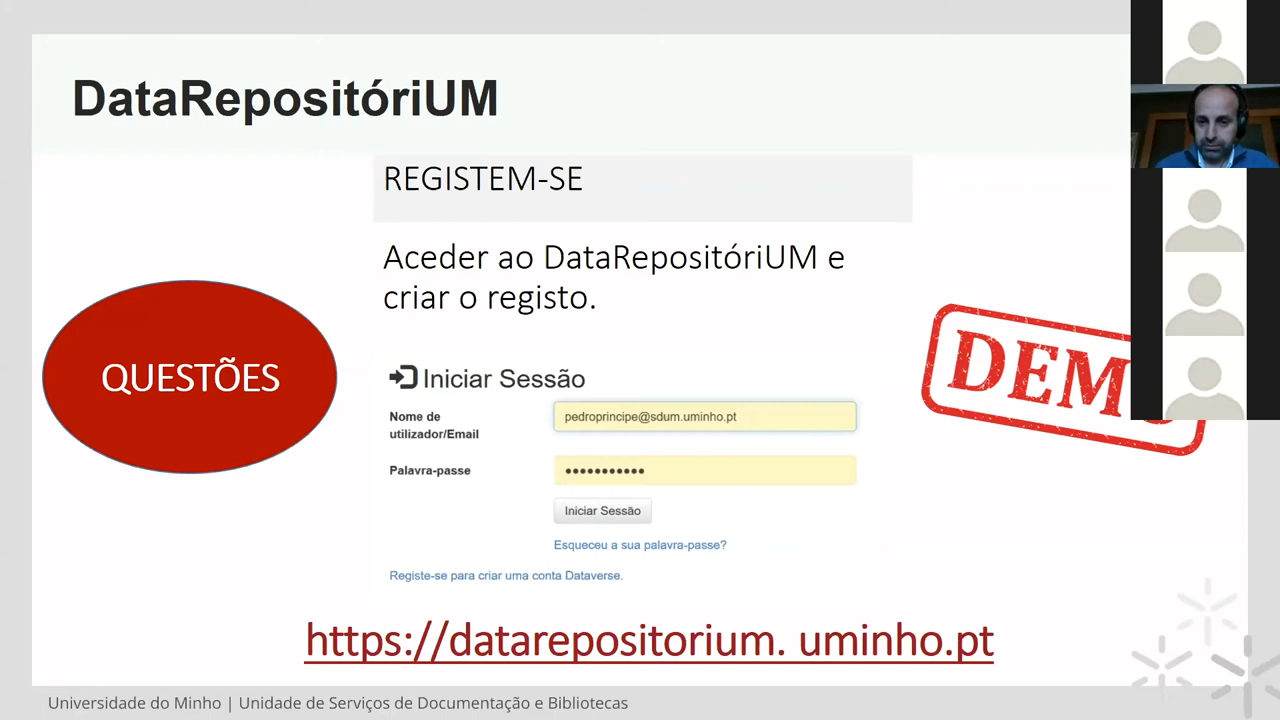 DataRepositóriUM
REGISTEM-SE
Aceder ao DataRepositóriUM e
criar o registo.
QUESTÕES
DEM
Iniciar Sessão
Nome de
utilizador/Email
pedroprincipe@sdum.uminho.pt
Palavra-passe
•••••••••••
Iniciar Sessão
Esqueceu a sua palavra-passe?
Registe-se para criar uma conta Dataverse.
https://datarepositorium. uminho.pt
Universidade do Minho | Unidade de Serviços de Documentação e Bibliotecas